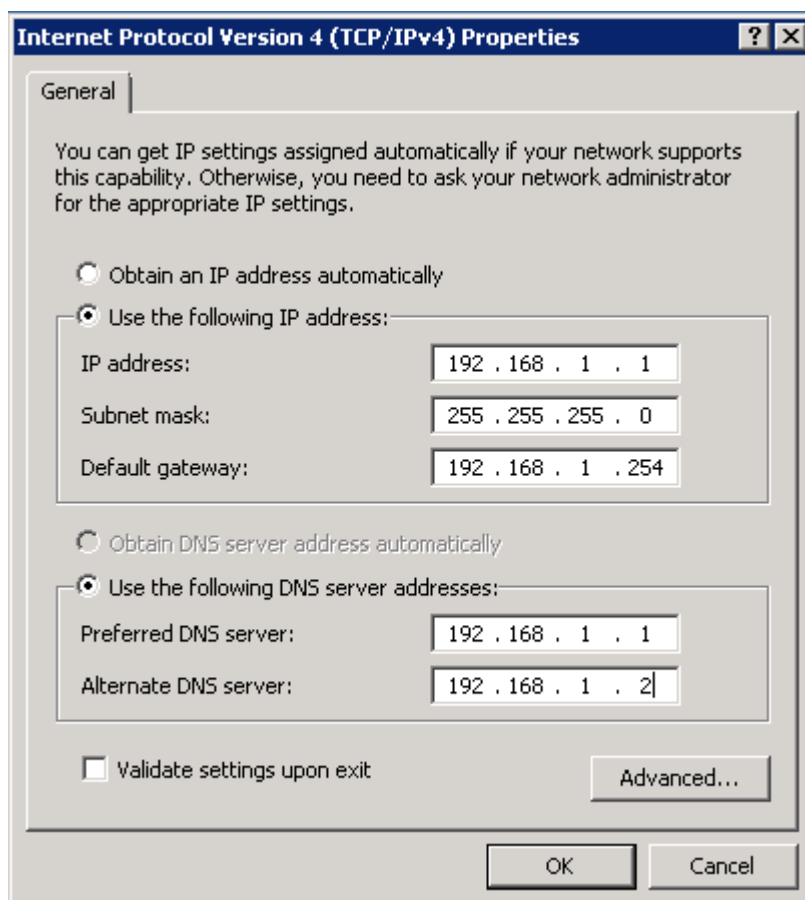 Internet Protocol Version 4 (TCP/IPv4) Properties
General
You can get IP settings assigned automatically if your network supports
this capability. Otherwise, you need to ask your network administrator
for the appropriate IP settings.
Obtain an IP address automatically
Use the following IP address:
IP address: 192 . 168 . 1 . 1
Subnet mask: 255 . 255 . 255 . 0
Default gateway: 192 . 168 . 1 . 254
Obtain DNS server address automatically
Use the following DNS server addresses:
Preferred DNS server: 192 . 168 . 1 . 1
Alternate DNS server: 192 . 168 . 1 . 2
Validate settings upon exit
Advanced...
OK Cancel